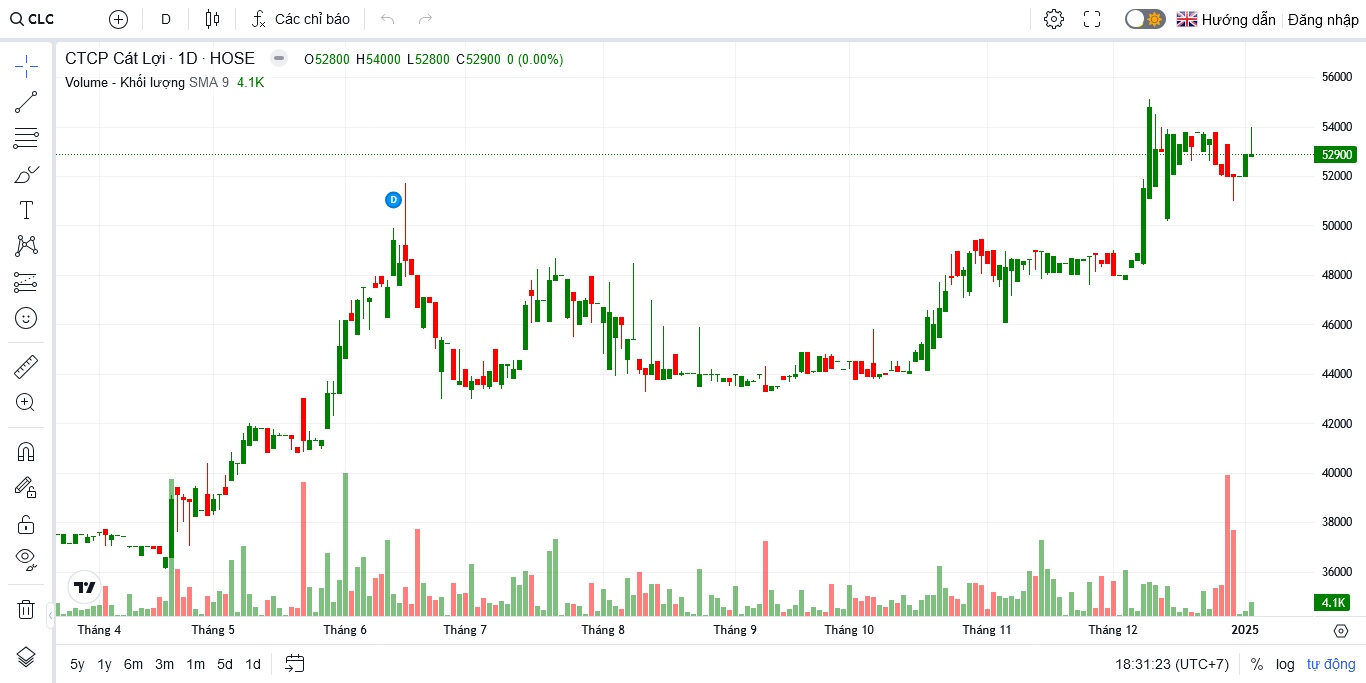 CLC D Các chỉ báo Hướng dẫn Đăng nhập
CTCP Cát Lợi · 1D · HOSE O52800 H54000 L52800 C52900 0 (0.00%)
Volume - Khối lượng SMA 9 4.1K
56000
54000
52900
52000
D
50000
48000
46000
44000
42000
40000
38000
36000
4.1K
Tháng 4 Tháng 5 Tháng 6 Tháng 7 Tháng 8 Tháng 9 Tháng 10 Tháng 11 Tháng 12 2025
5y 1y 6m 3m 1m 5d 1d 18:31:23 (UTC+7) % log tự động